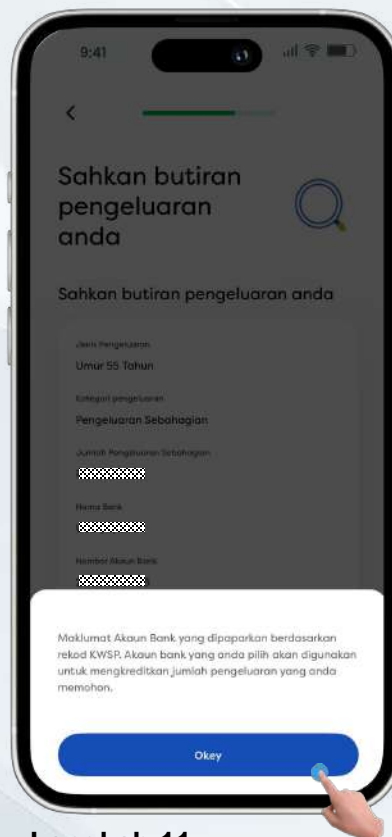 9:41
Sahkan butiran
pengeluaran
anda
Sahkan butiran pengeluaran anda
Jenis Pengeluaran
Umur 55 Tahun
Kategori pengeluaran
Pengeluaran Sebahagian
Jumlah Pengeluaran Sebahagian
Nama Bank
Nombor Akaun Bank
Maklumat Akaun Bank yang dipaparkan berdasarkan
rekod KWSP. Akaun bank yang anda pilih akan digunakan
untuk mengkreditkan jumlah pengeluaran yang anda
memohon.
Okey